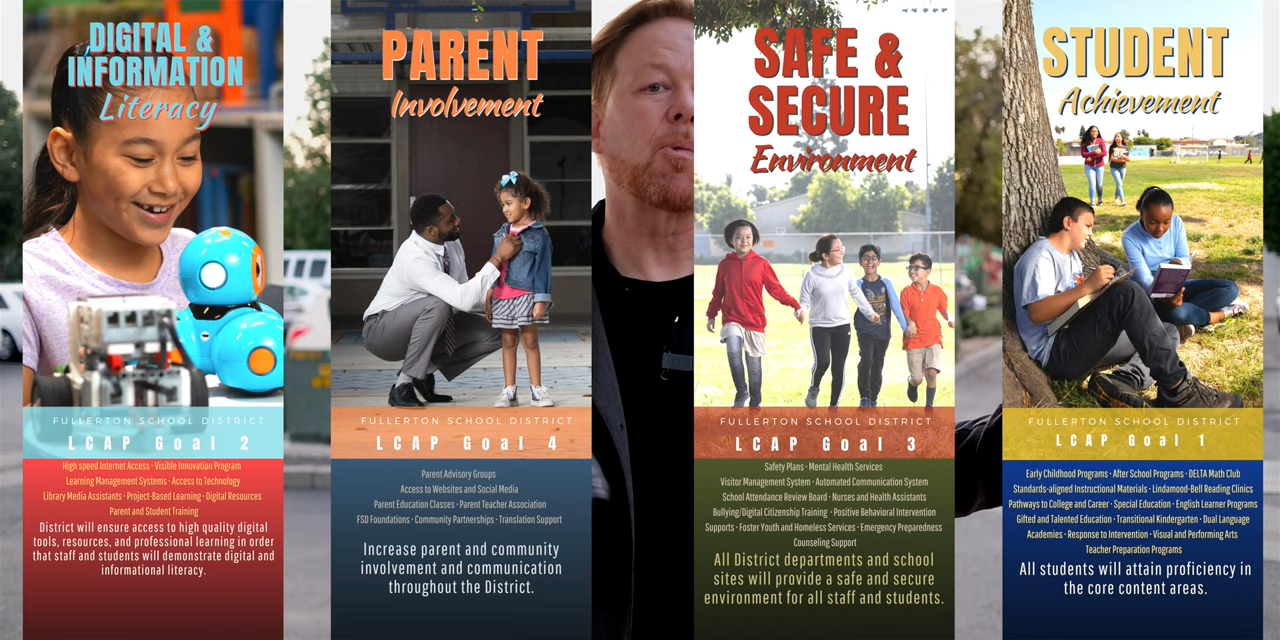 DIGITAL &
INFORMATION
Literacy
FULLERTON SCHOOL DISTRICT
LCAP Goal 2
High speed Internet Access · Visible Innovation Program
Learning Management Systems · Access to Technology
Library Media Assistants · Project-Based Learning · Digital Resources
Parent and Student Training
District will ensure access to high quality digital
tools, resources, and professional learning in order
that staff and students will demonstrate digital and
informational literacy.
PARENT
Involvement
FULLERTON SCHOOL DISTRICT
LCAP Goal 4
Parent Advisory Groups
Access to Websites and Social Media
Parent Education Classes · Parent Teacher Association
FSD Foundations · Community Partnerships · Translation Support
Increase parent and community
involvement and communication
throughout the District.
SAFE &
SECURE
Environment
FULLERTON SCHOOL DISTRICT
LCAP Goal 3
Safety Plans · Mental Health Services
Visitor Management System · Automated Communication System
School Attendance Review Board · Nurses and Health Assistants
Bullying/Digital Citizenship Training · Positive Behavioral Intervention
Supports · Foster Youth and Homeless Services · Emergency Preparedness
Counseling Support
All District departments and school
sites will provide a safe and secure
environment for all staff and students.
STUDENT
Achievement
FULLERTON SCHOOL DISTRICT
LCAP Goal 1
Early Childhood Programs · After School Programs · DELTA Math Club
Standards-aligned Instructional Materials · Lindamood-Bell Reading Clinics
Pathways to College and Career · Special Education · English Learner Programs
Gifted and Talented Education · Transitional Kindergarten · Dual Language
Academies · Response to Intervention · Visual and Performing Arts
Teacher Preparation Programs
All students will attain proficiency in
the core content areas.